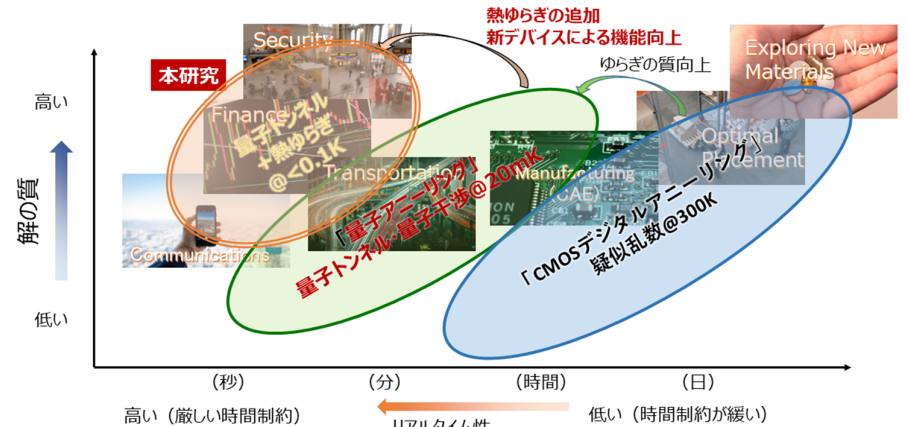 熱ゆらぎの追加
新デバイスによる機能向上
ゆらぎの質向上
本研究
Security
Exploring New
Materials
高い
Finance
量子トンネル
+熱ゆらぎ
@<0.1K
Transportation
Manufacturing
(CAE)
Optimal
Placement
「量子アニーリング」
量子トンネル・量子干渉@20mK
「CMOSデジタルアニーリング」
疑似乱数@300K
解の質
Communications
低い
（秒）
（分）
（時間）
（日）
高い（厳しい時間制約）
低い（時間制約が緩い）
リアルタイム性